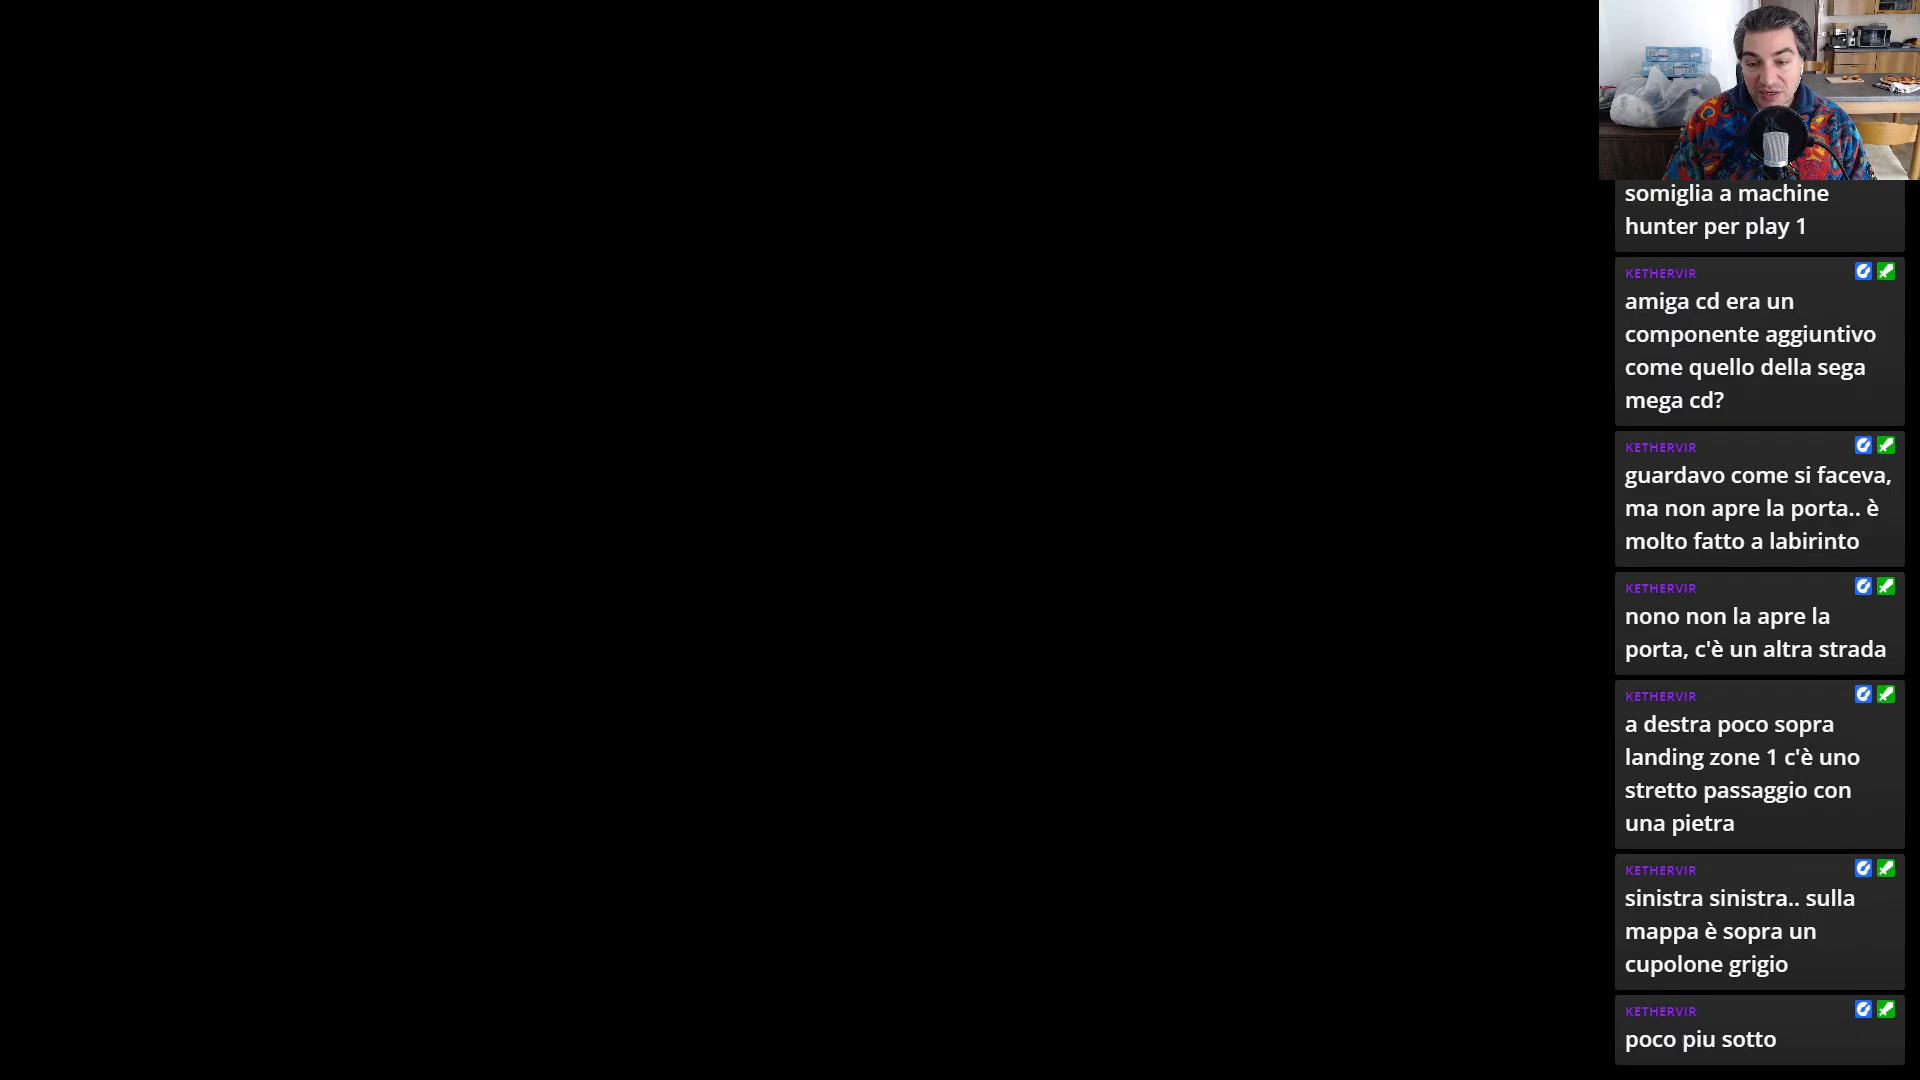 somiglia a machine
hunter per play 1
KETHERVIR
amiga cd era un
componente aggiuntivo
come quello della sega
mega cd?
KETHERVIR
guardavo come si faceva,
ma non apre la porta.. è
molto fatto a labirinto
KETHERVIR
nono non la apre la
porta, c'è un altra strada
KETHERVIR
a destra poco sopra
landing zone 1 c'è uno
stretto passaggio con
una pietra
KETHERVIR
sinistra sinistra.. sulla
mappa è sopra un
cupolone grigio
KETHERVIR
poco piu sotto